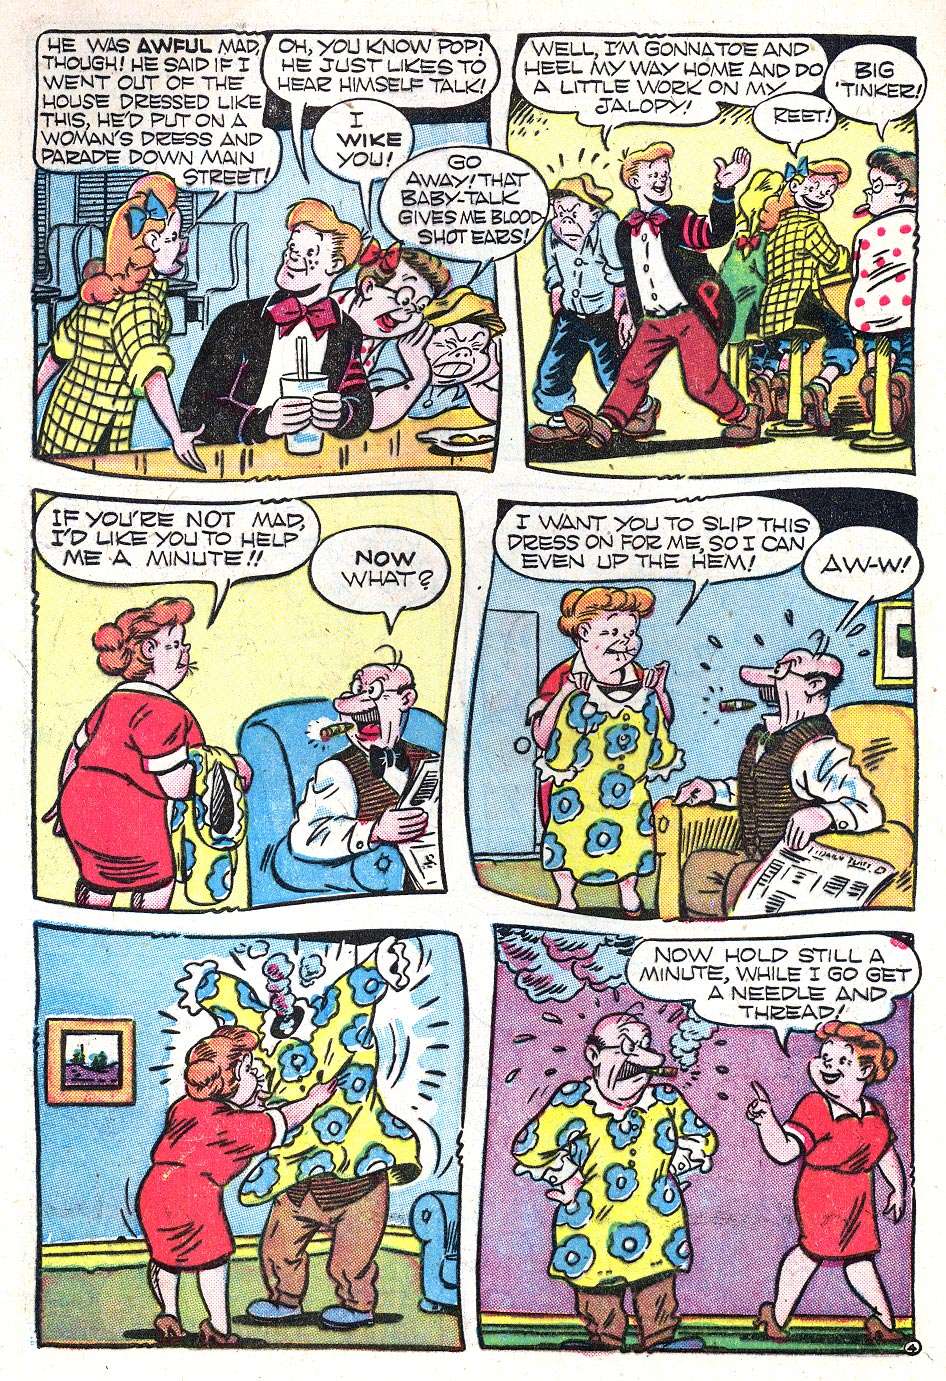 HE WAS AWFUL MAD,
THOUGH! HE SAID IF I
WENT OUT OF THE
HOUSE DRESSED LIKE
THIS, HE'D PUT ON A
WOMAN'S DRESS AND
PARADE DOWN MAIN
STREET!
OH, YOU KNOW POP!
HE JUST LIKES TO
HEAR HIMSELF TALK!
I
WIKE
YOU!
GO
AWAY! THAT
BABY-TALK
GIVES ME BLOOD-
SHOT EARS!
WELL, I'M GONNA TOE AND
HEEL MY WAY HOME AND DO
A LITTLE WORK ON MY
JALOPY!
REET!
BIG
'TINKER!
IF YOU'RE NOT MAD,
I'D LIKE YOU TO HELP
ME A MINUTE!!
NOW
WHAT?
I WANT YOU TO SLIP THIS
DRESS ON FOR ME, SO I CAN
EVEN UP THE HEM!
AW-W!
NOW HOLD STILL A
MINUTE, WHILE I GO GET
A NEEDLE AND
THREAD!
4